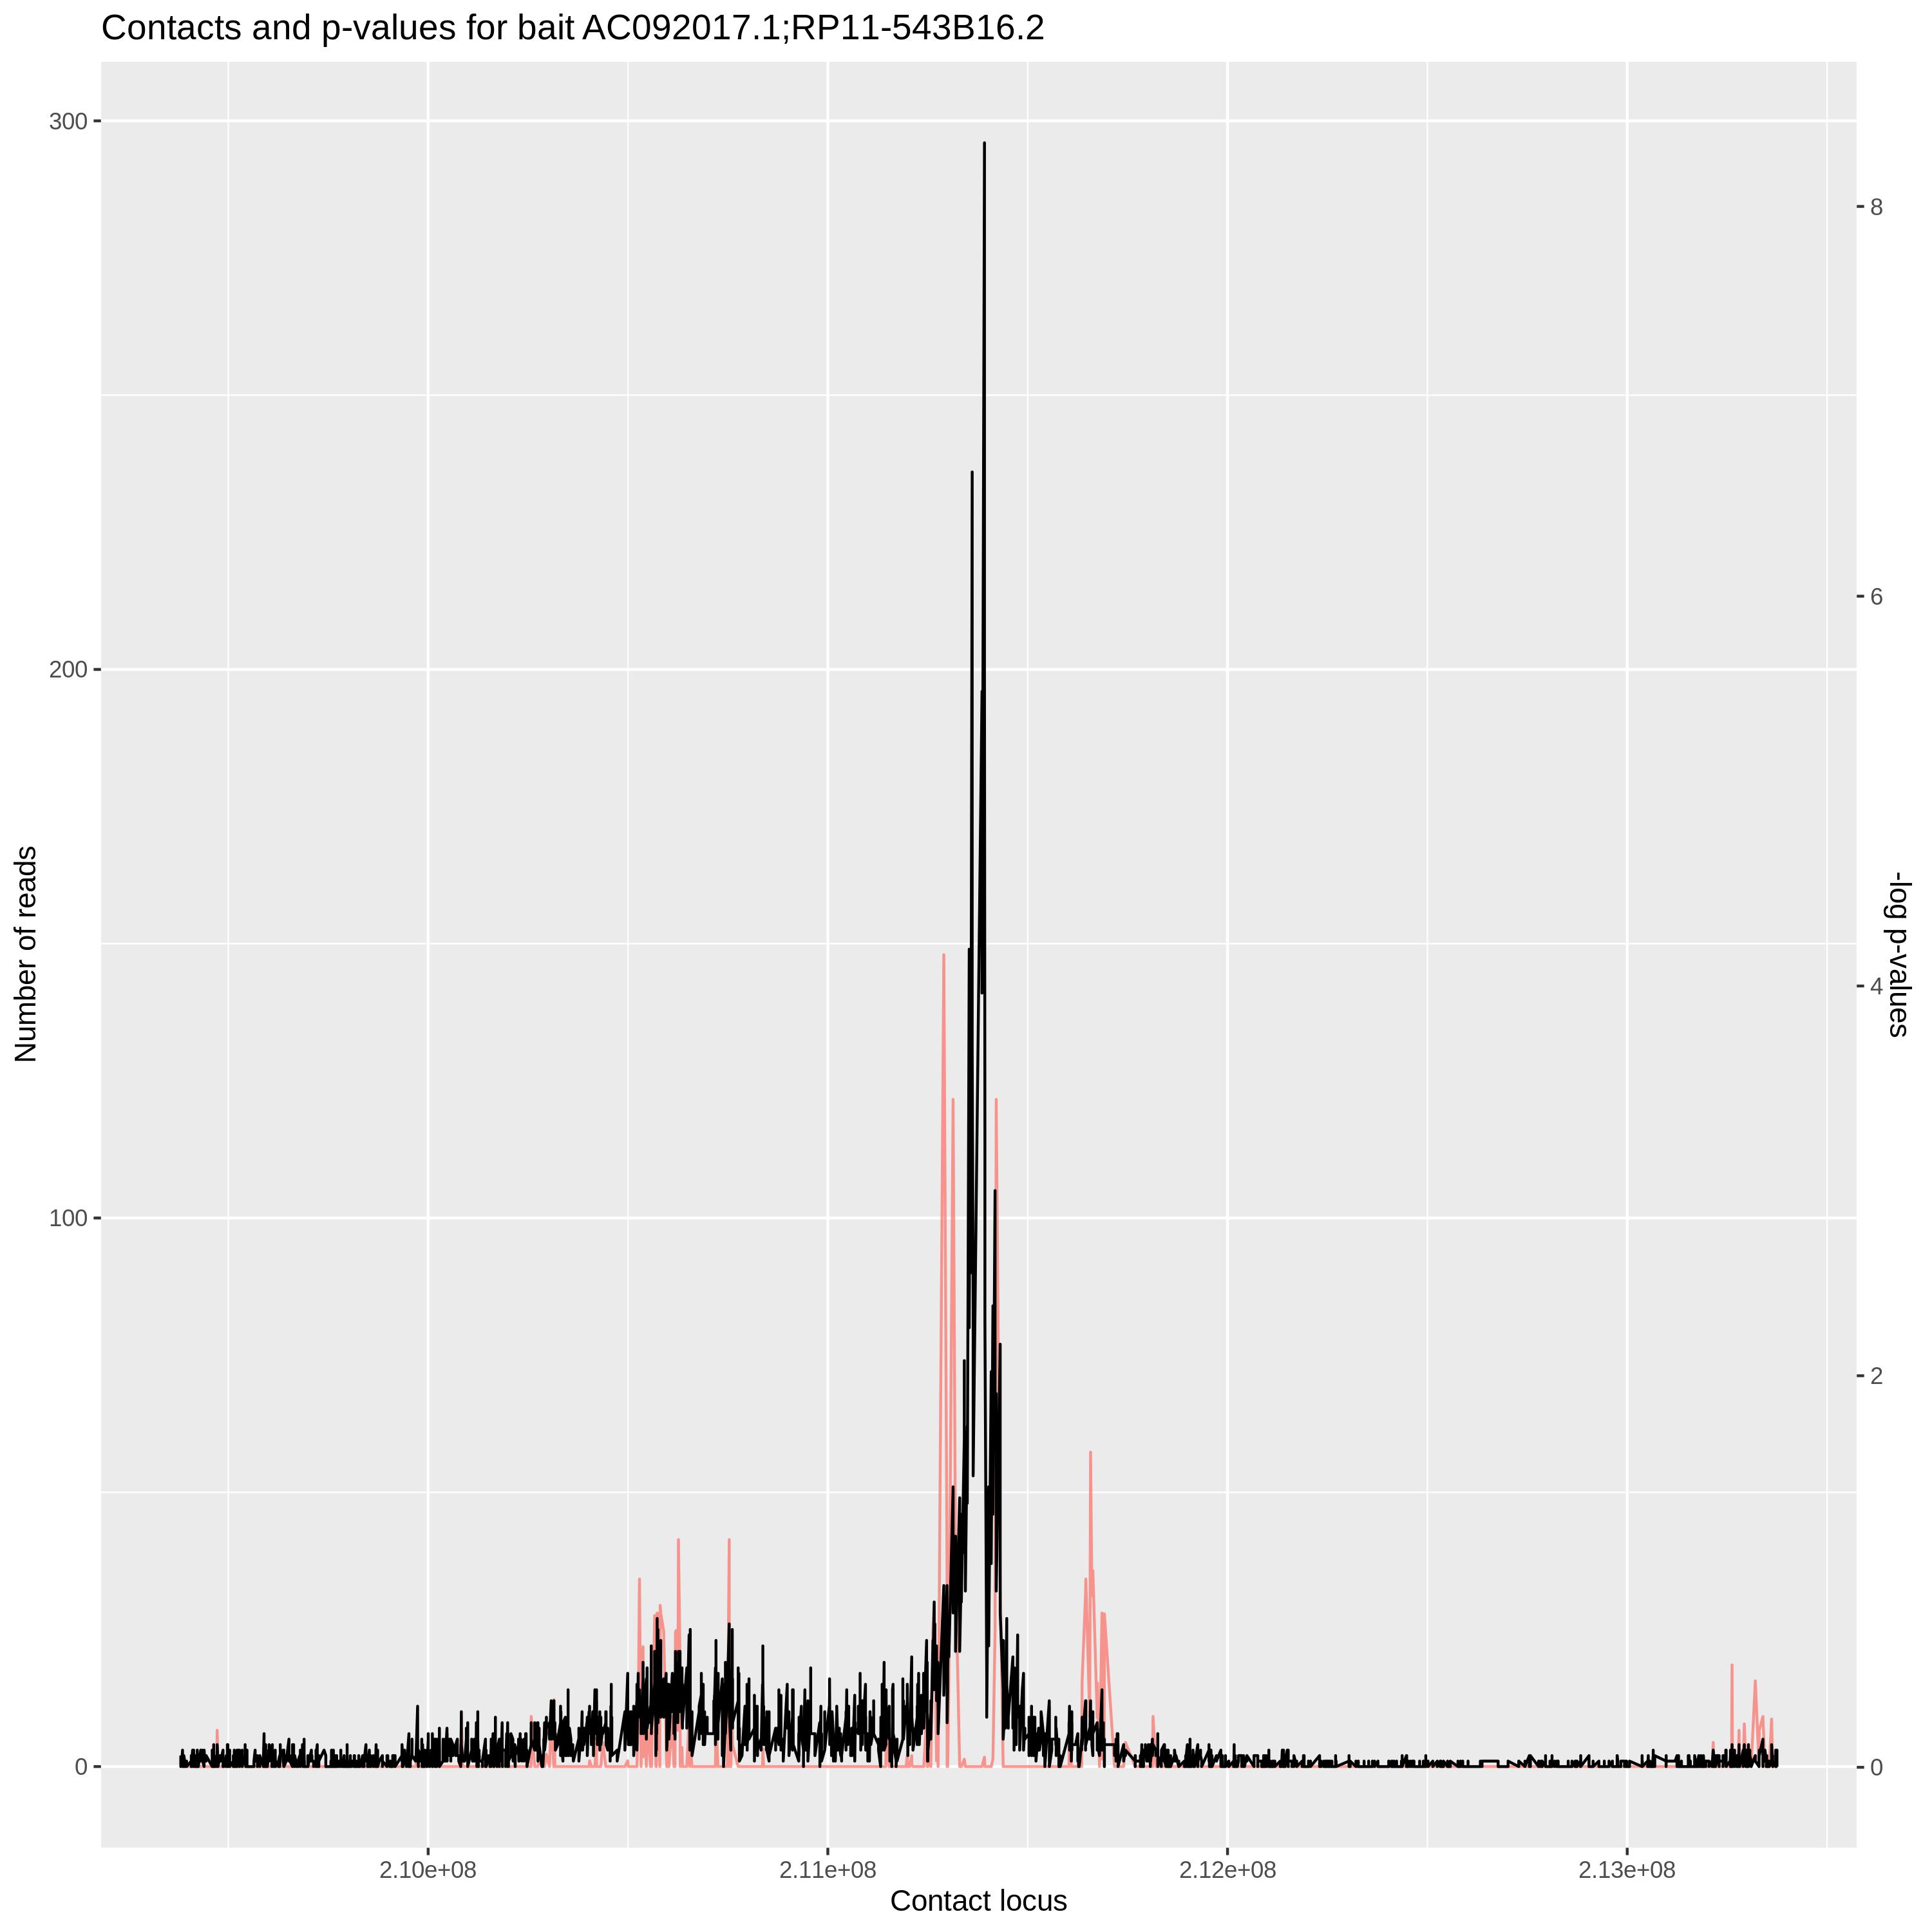 Contacts and p-values for bait AC092017.1;RP11-543B16.2
300
200
100
0
Number of reads
8
6
4
2
0
-log p-values
2.10e+08
2.11e+08
2.12e+08
2.13e+08
Contact locus